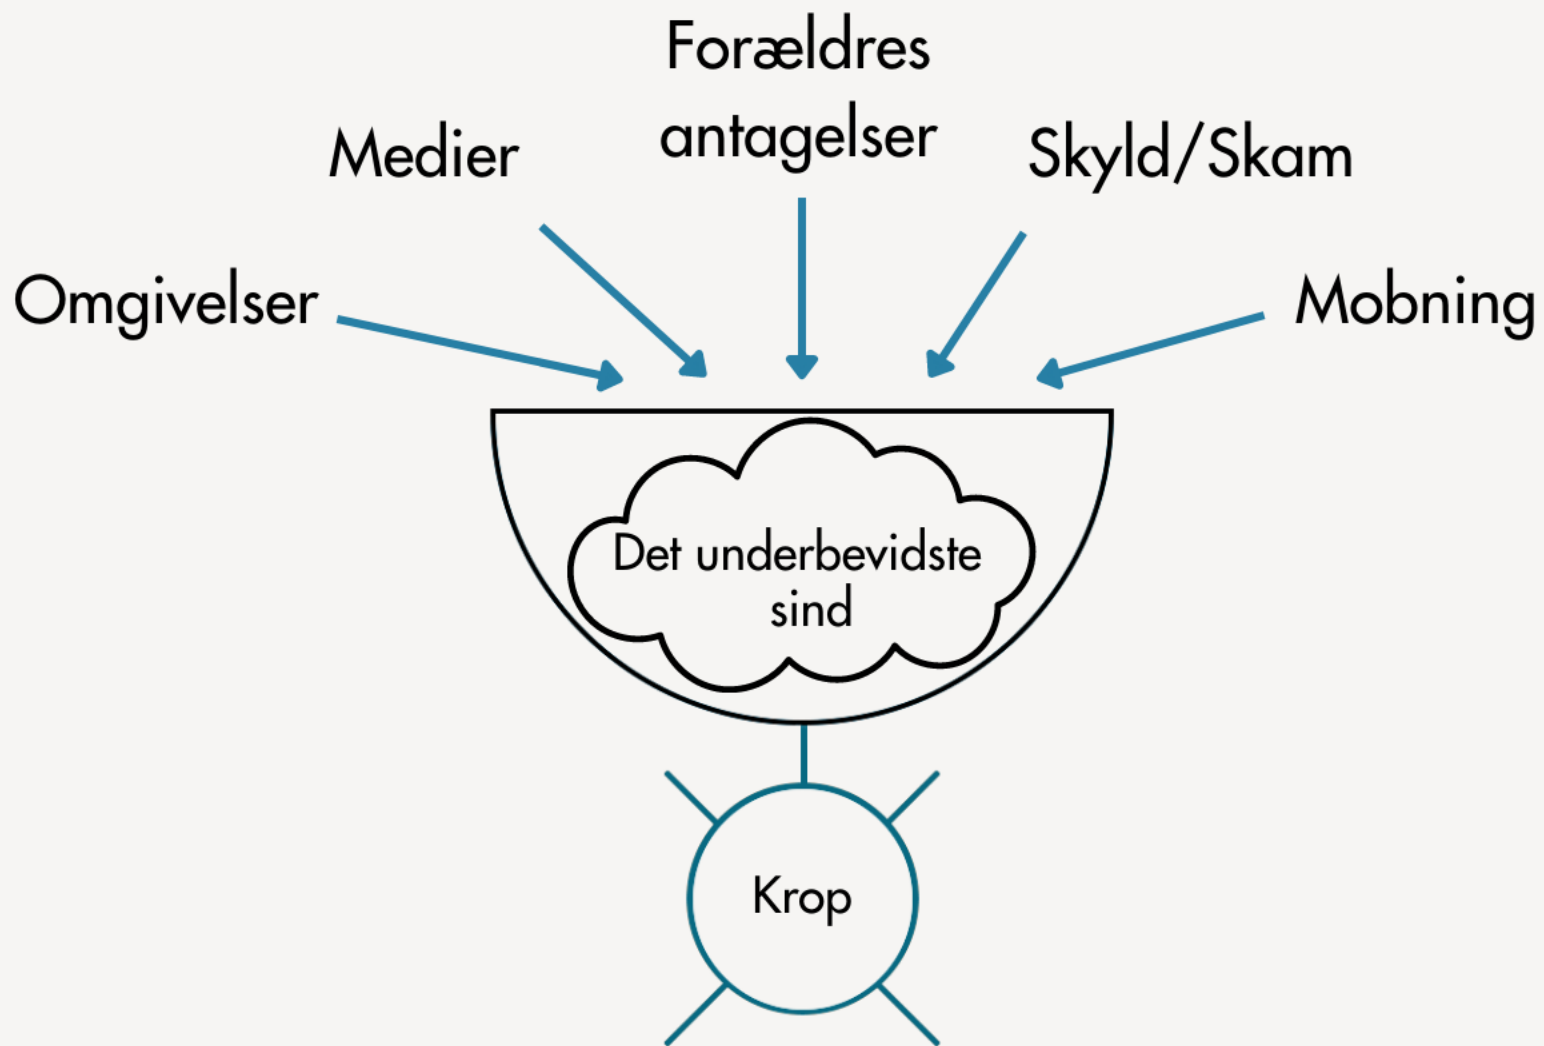 Forældres
antagelser
Medier
Skyld/Skam
Omgivelser
Mobning
Det underbevidste
sind
Krop